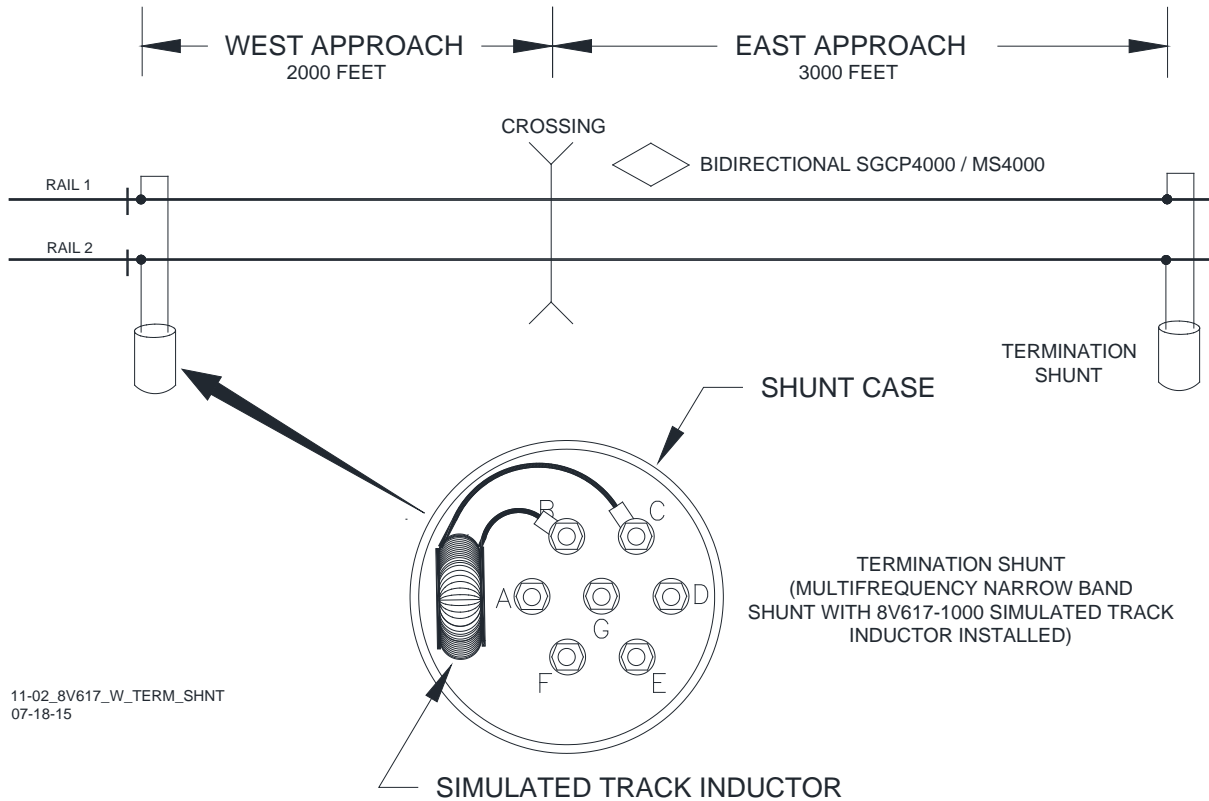 WEST APPROACH
2000 FEET
EAST APPROACH
3000 FEET
CROSSING
BIDIRECTIONAL SGCP4000 / MS4000
RAIL 1
RAIL 2
TERMINATION
SHUNT
SHUNT CASE
B
C
A
G
D
F
E
TERMINATION SHUNT
(MULTIFREQUENCY NARROW BAND
SHUNT WITH 8V617-1000 SIMULATED TRACK
INDUCTOR INSTALLED)
11-02_8V617_W_TERM_SHNT
07-18-15
SIMULATED TRACK INDUCTOR